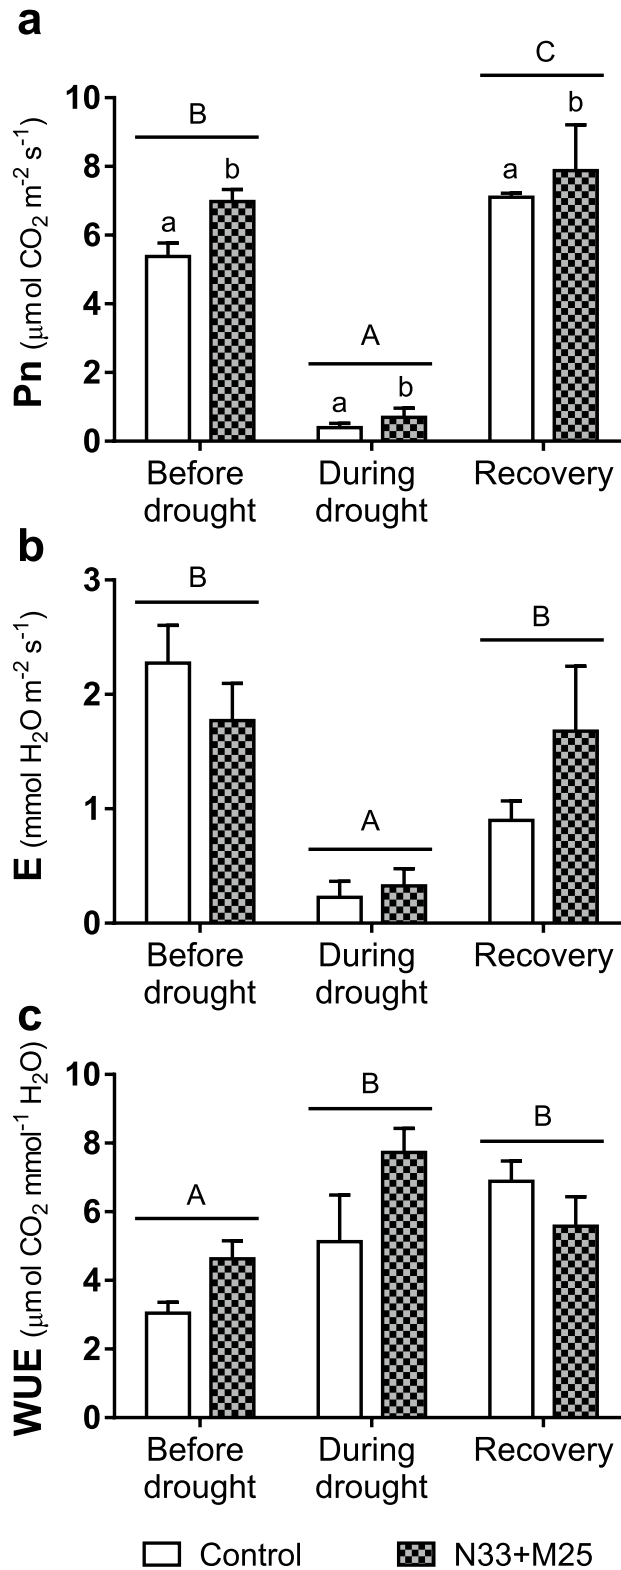 a
Pn (μmol CO₂ m⁻² s⁻¹)
10
8
6
4
2
0
B
a
b
A
a
b
C
a
b
Before drought
During drought
Recovery
b
E (mmol H₂O m⁻² s⁻¹)
3
2
1
0
B
A
B
Before drought
During drought
Recovery
c
WUE (μmol CO₂ mmol⁻¹ H₂O)
10
8
6
4
2
0
A
B
B
Before drought
During drought
Recovery
Control
N33+M25